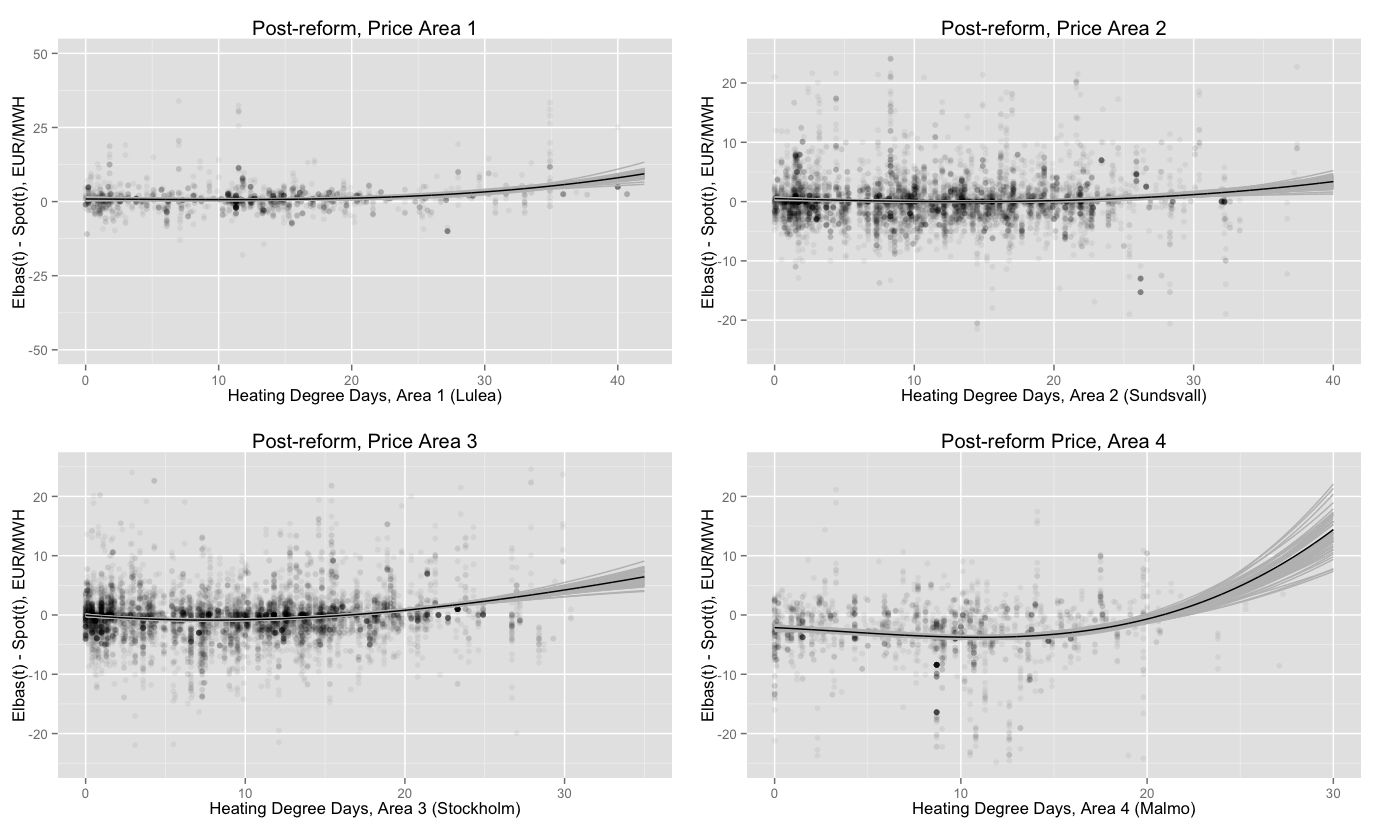 Post-reform, Price Area 1
Elbas(t) - Spot(t), EUR/MWH
50
25
0
-25
-50
0 10 20 30 40
Heating Degree Days, Area 1 (Lulea)
Post-reform, Price Area 2
Elbas(t) - Spot(t), EUR/MWH
20
10
0
-10
-20
0 10 20 30 40
Heating Degree Days, Area 2 (Sundsvall)
Post-reform, Price Area 3
Elbas(t) - Spot(t), EUR/MWH
20
10
0
-10
-20
0 10 20 30
Heating Degree Days, Area 3 (Stockholm)
Post-reform Price, Area 4
Elbas(t) - Spot(t), EUR/MWH
20
10
0
-10
-20
0 10 20 30
Heating Degree Days, Area 4 (Malmo)